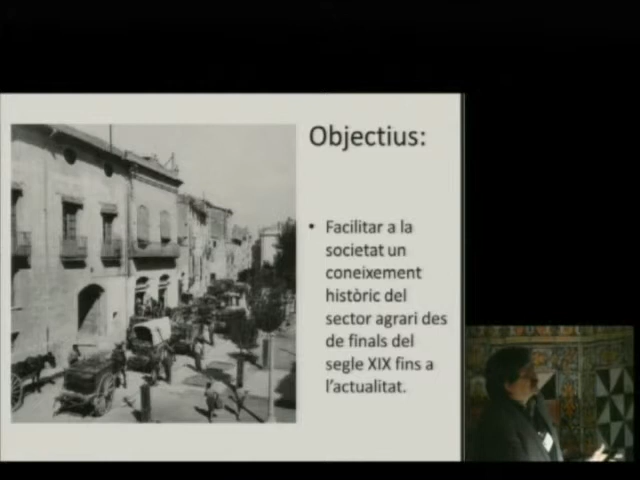 Objectius:
• Facilitar a la
societat un
coneixement
històric del
sector agrari des
de finals del
segle XIX fins a
l’actualitat.